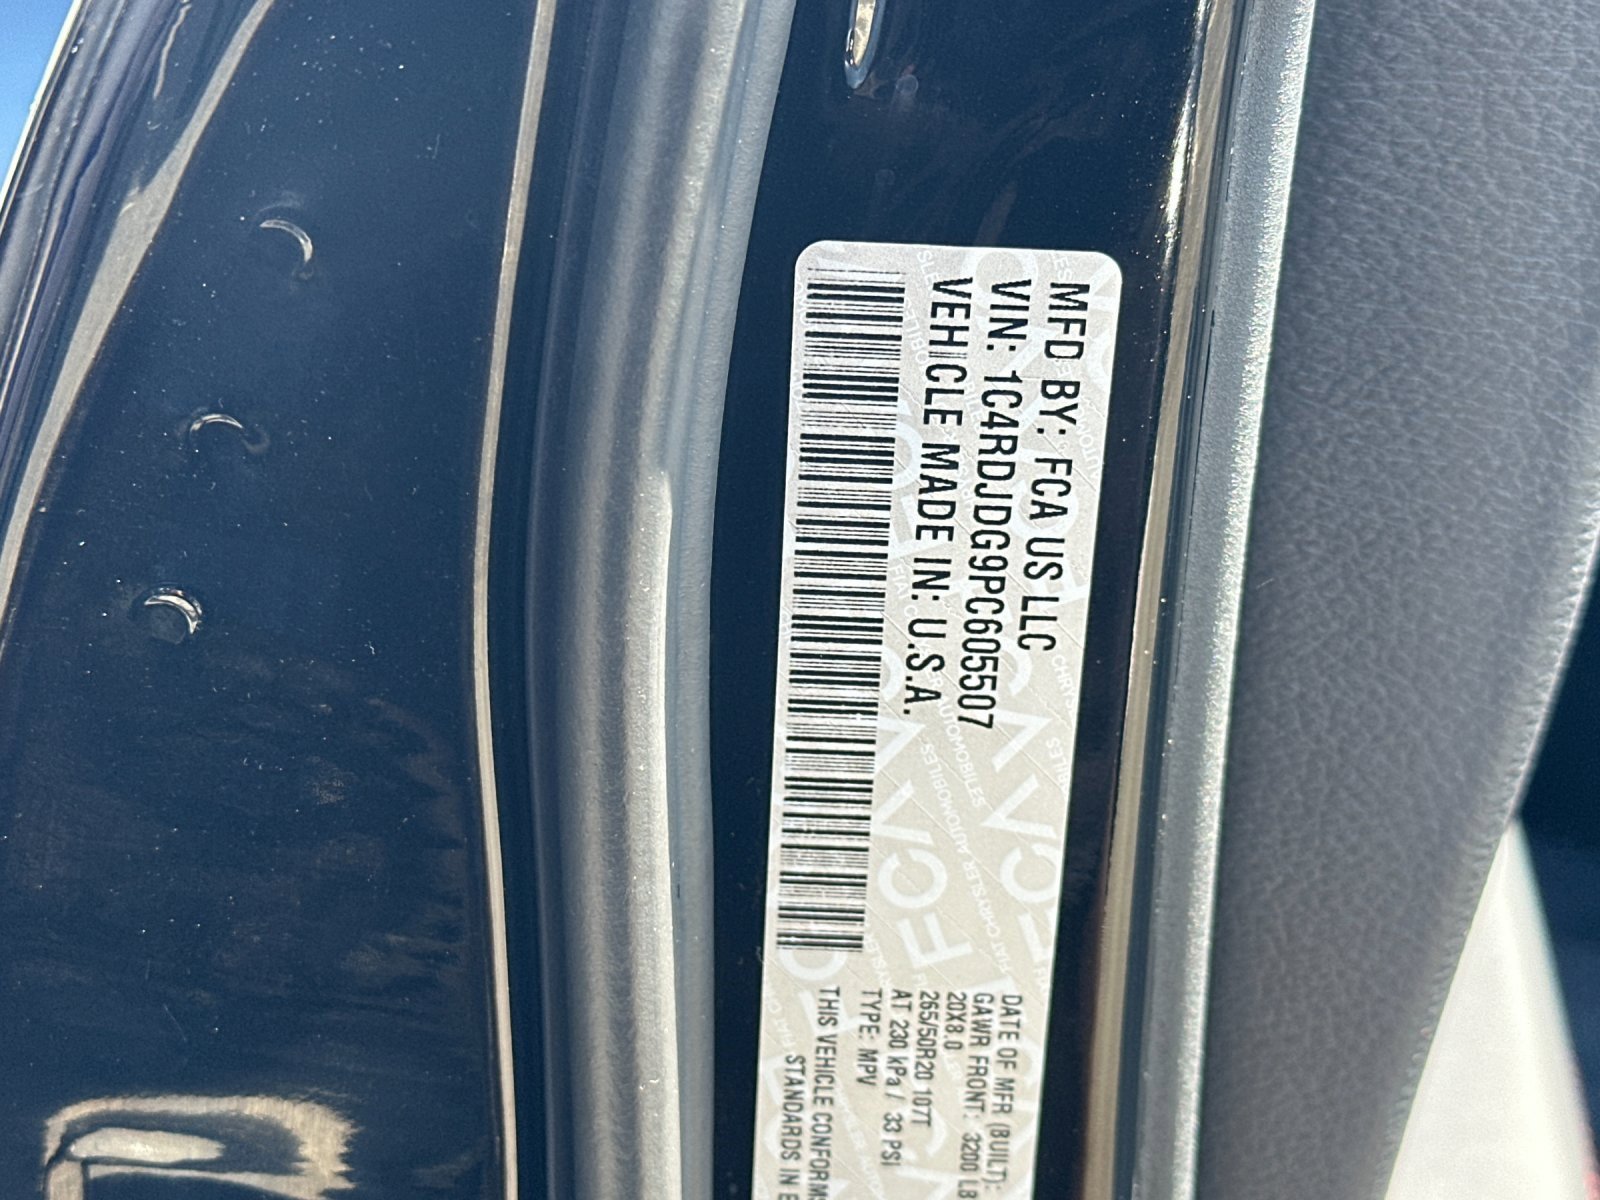 MFD BY: FCA US LLC
VIN: 1C4RDJDG9PC605507
VEHICLE MADE IN: U.S.A.
DATE OF MFR (BUILT):
GAWR FRONT: 3200 LB
20X8.0
265/50R20 107T
AT 230 kPa / 33 PSI
TYPE: MPV
THIS VEHICLE CONFORMS
STANDARDS IN